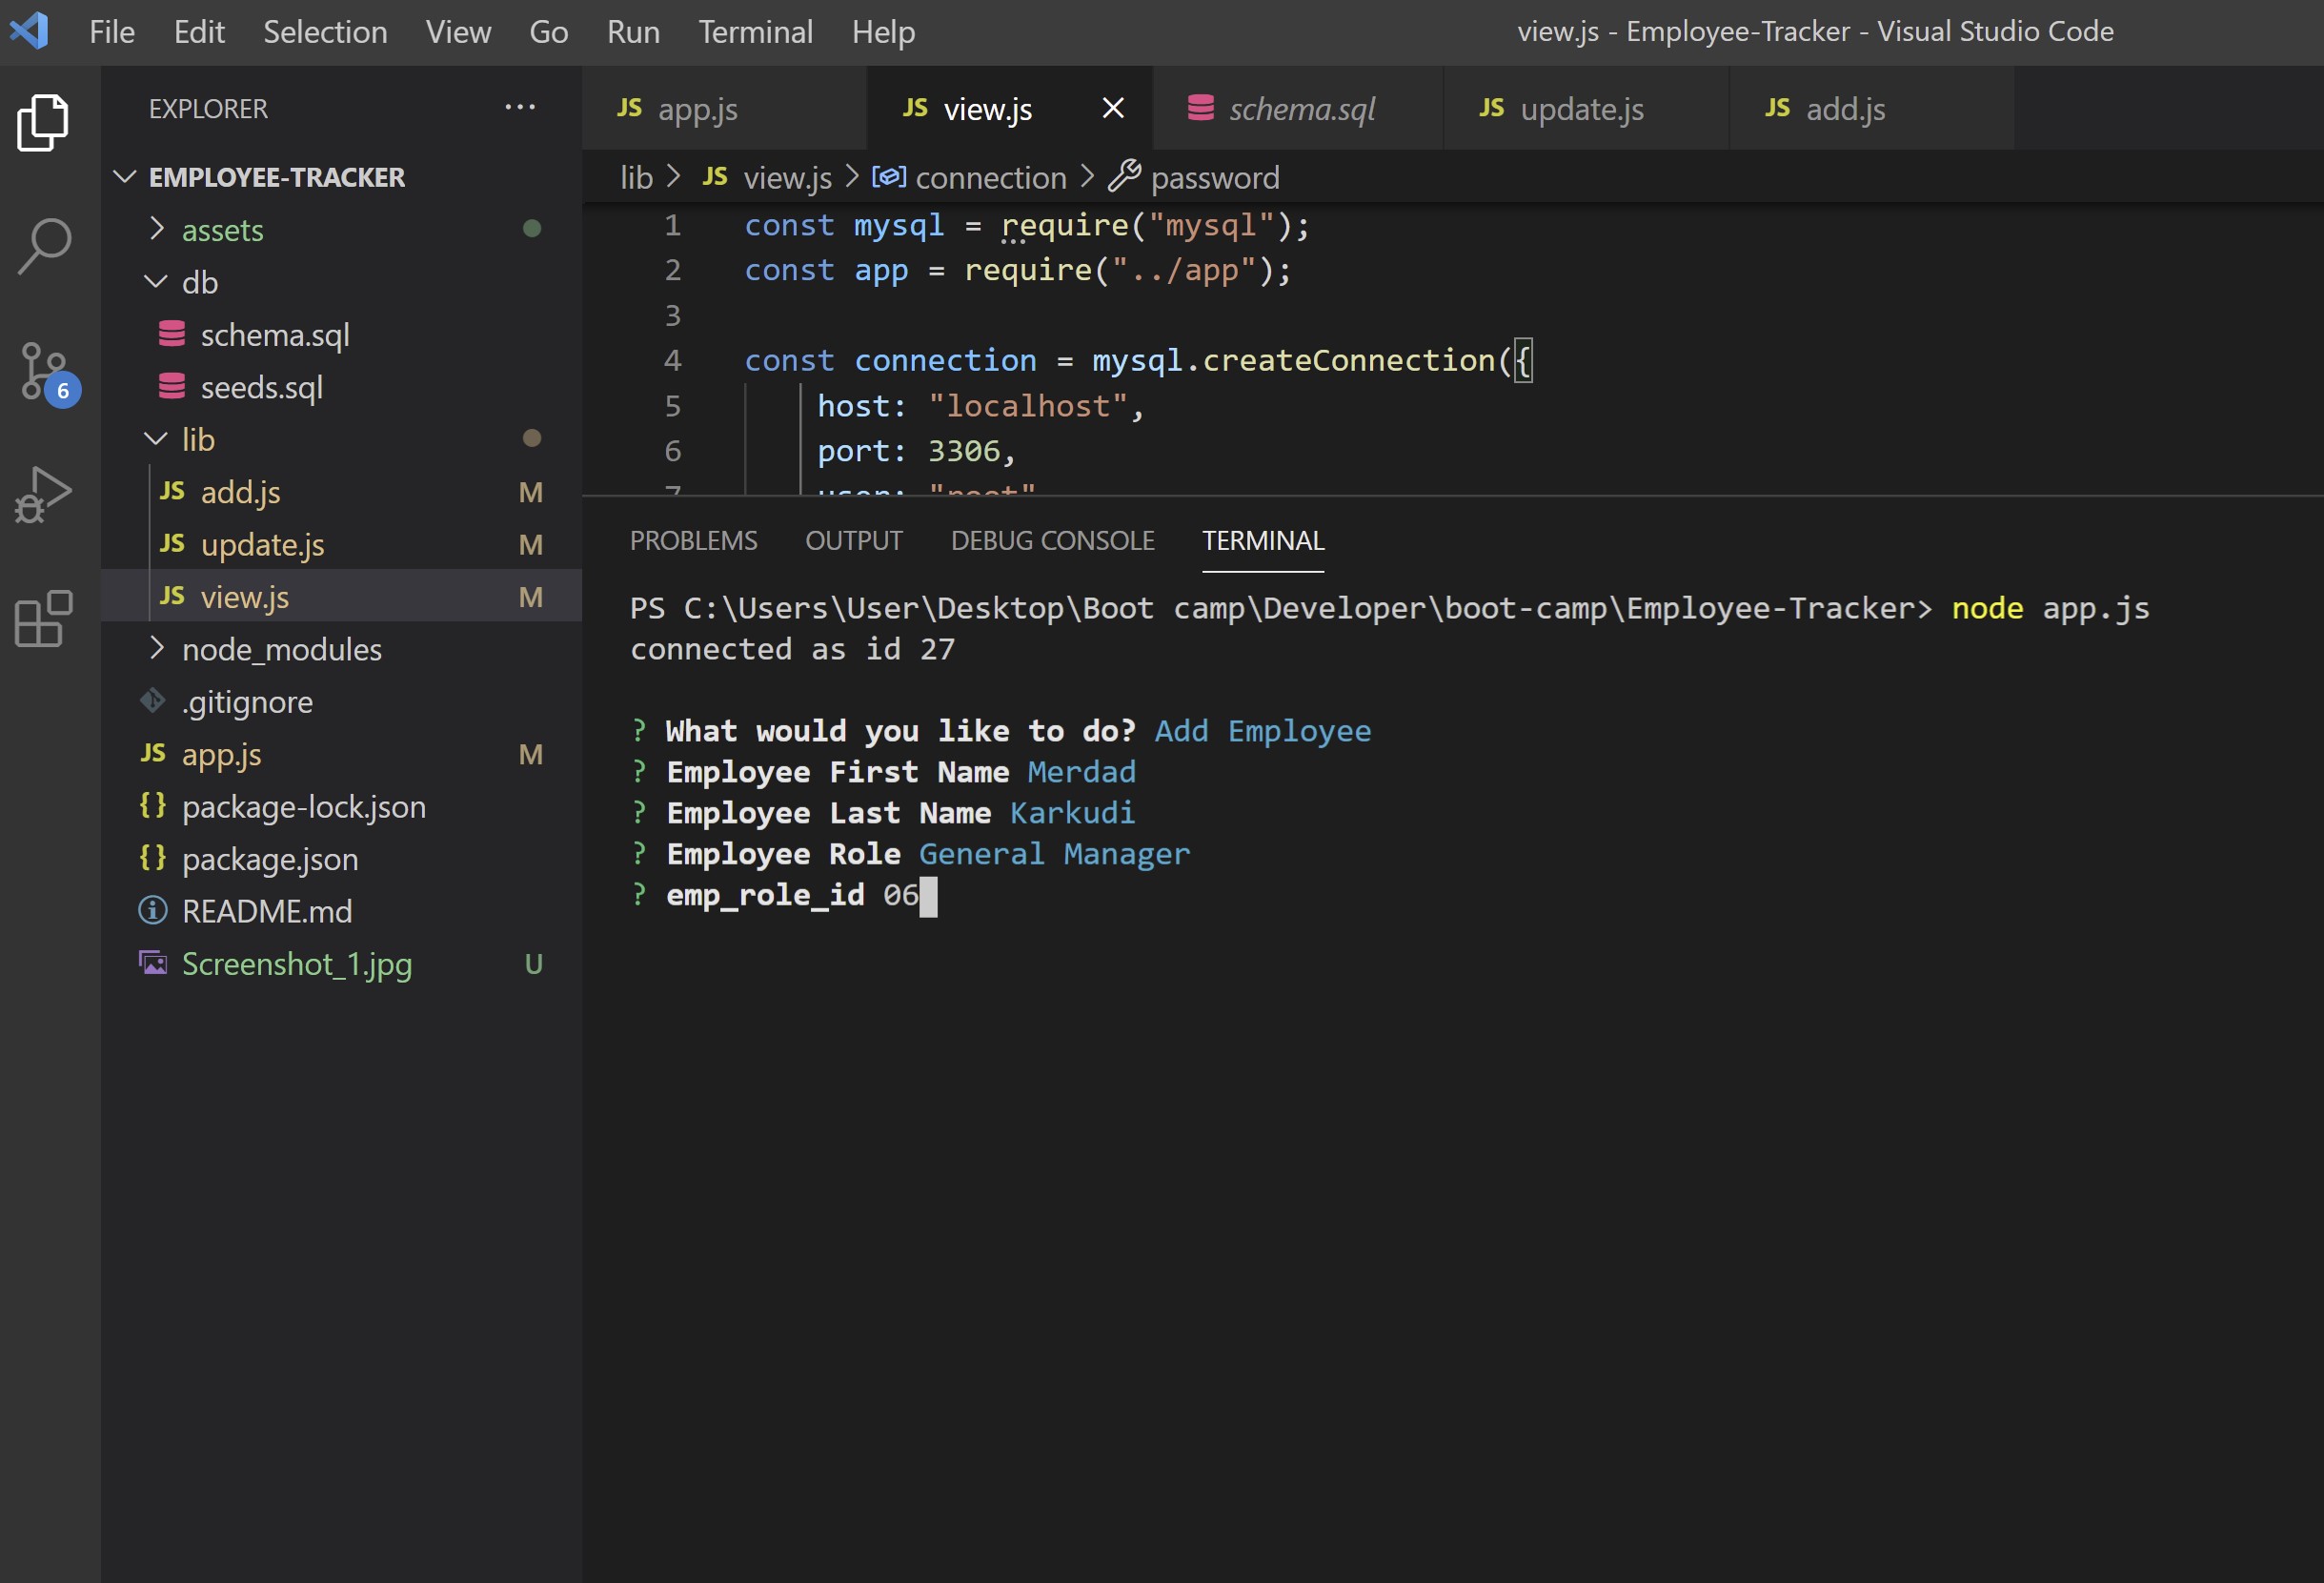 File Edit Selection View Go Run Terminal Help view.js - Employee-Tracker - Visual Studio Code
EXPLORER ...
EMPLOYEE-TRACKER
assets
db
schema.sql
seeds.sql
lib
add.js M
update.js M
view.js M
node_modules
.gitignore
app.js M
package-lock.json
package.json
README.md
Screenshot_1.jpg U
6
JS app.js JS view.js schema.sql JS update.js JS add.js
lib > JS view.js > connection > password
1 const mysql = require("mysql");
2 const app = require("../app");
3
4 const connection = mysql.createConnection({
5 host: "localhost",
6 port: 3306,
7 user: "root"
PROBLEMS OUTPUT DEBUG CONSOLE TERMINAL
PS C:\Users\User\Desktop\Boot camp\Developer\boot-camp\Employee-Tracker> node app.js
connected as id 27
? What would you like to do? Add Employee
? Employee First Name Merdad
? Employee Last Name Karkudi
? Employee Role General Manager
? emp_role_id 06